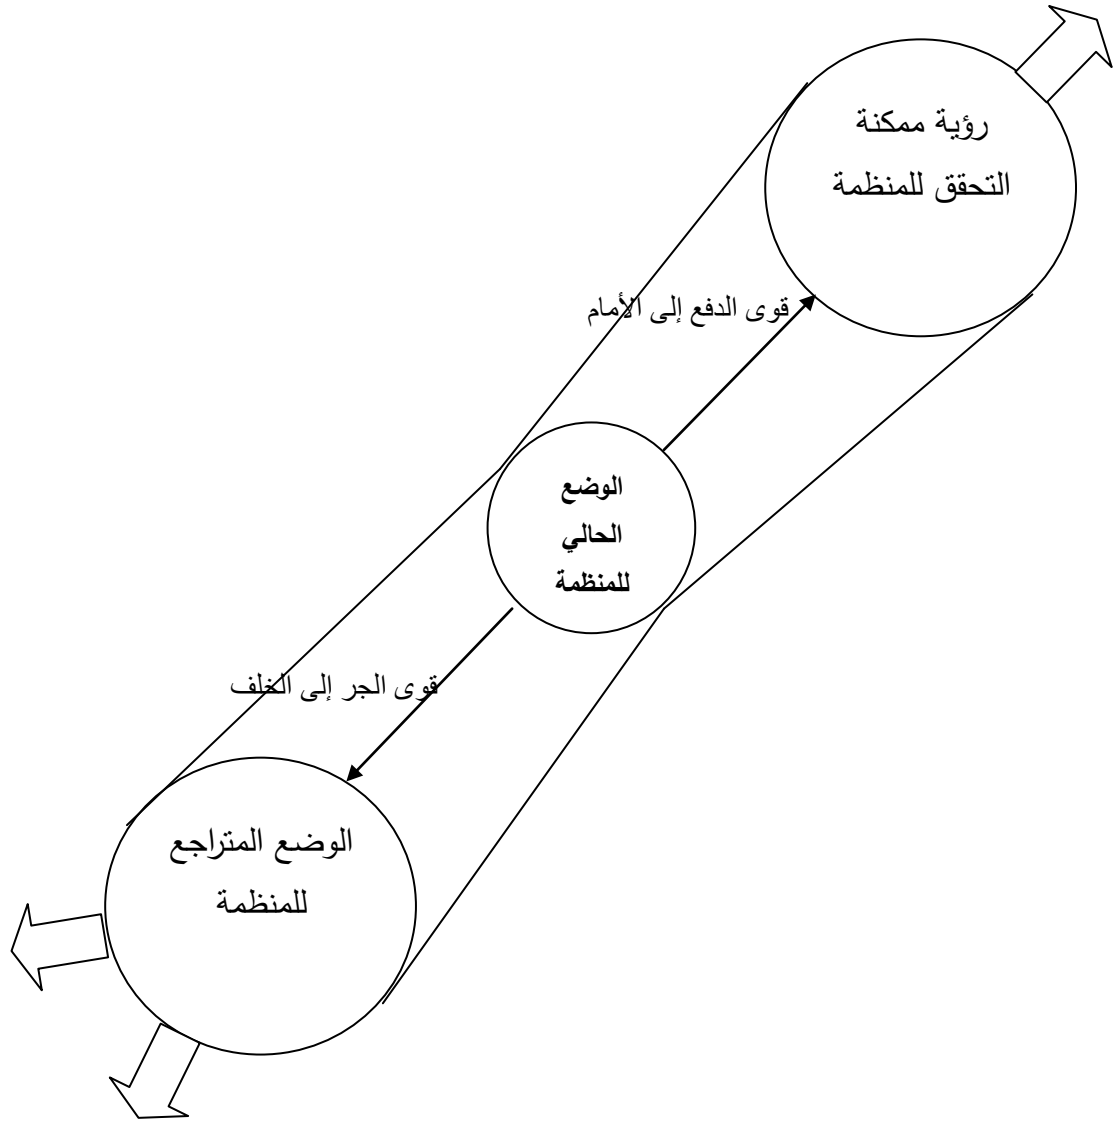 رؤية ممكنة
التحقق للمنظمة
قوى الدفع إلى الأمام
الوضع
الحالي
للمنظمة
قوى الجر إلى الخلف
الوضع المتراجع
للمنظمة